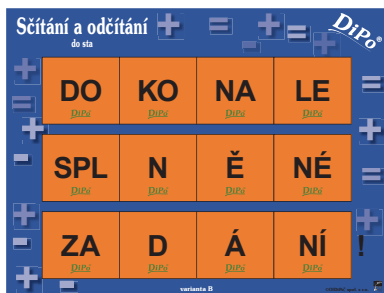 Sčítání a odčítání
do sta
DiPo®
DO KO NA LE
DiPo DiPo DiPo DiPo
SPL N Ě NÉ
DiPo DiPo DiPo DiPo
ZA D Á NÍ !
DiPo DiPo DiPo DiPo
varianta B